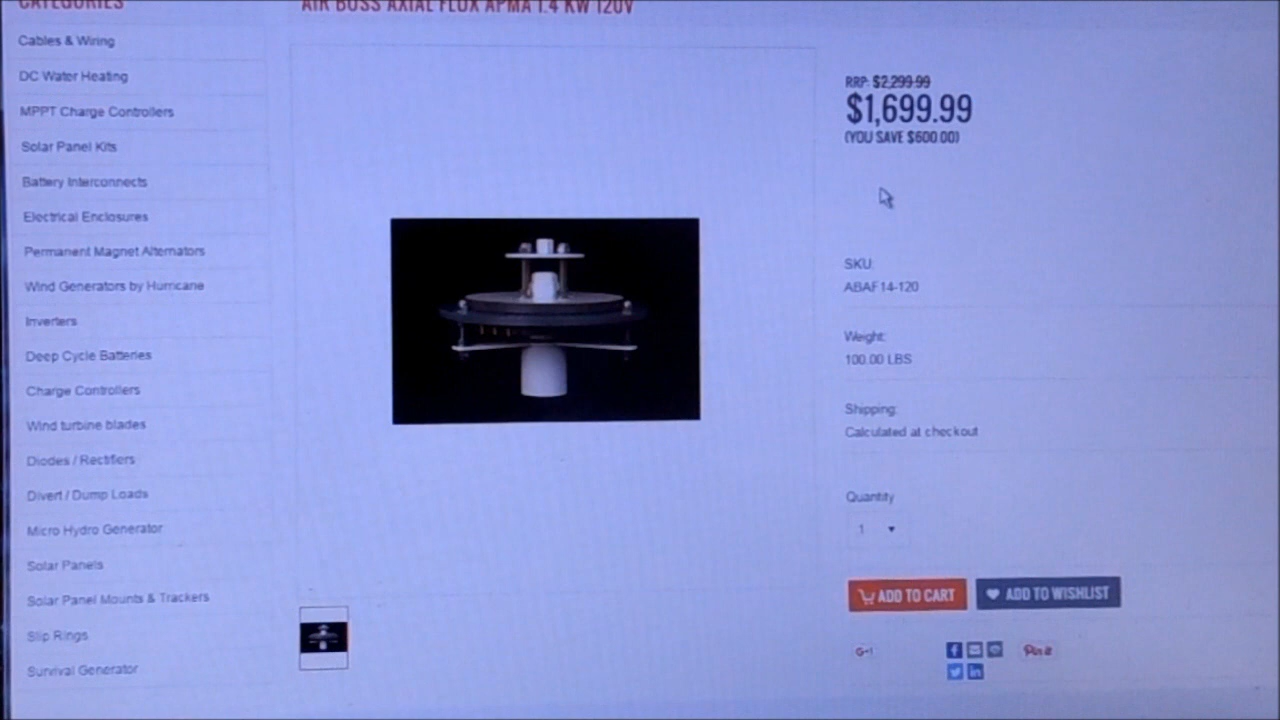 CATEGORIES
AIR BOSS AXIAL FLUX APMA 1.4 KW 120V
Cables & Wiring
DC Water Heating
MPPT Charge Controllers
Solar Panel Kits
Battery Interconnects
Electrical Enclosures
Permanent Magnet Alternators
Wind Generators by Hurricane
Inverters
Deep Cycle Batteries
Charge Controllers
Wind turbine blades
Diodes / Rectifiers
Divert / Dump Loads
Micro Hydro Generator
Solar Panels
Solar Panel Mounts & Trackers
Slip Rings
Survival Generator
RRP: $2,299.99
$1,699.99
(YOU SAVE $600.00)
SKU:
ABAF14-120
Weight:
100.00 LBS
Shipping:
Calculated at checkout
Quantity
1
ADD TO CART
ADD TO WISHLIST
G+1
f
Pin it
in